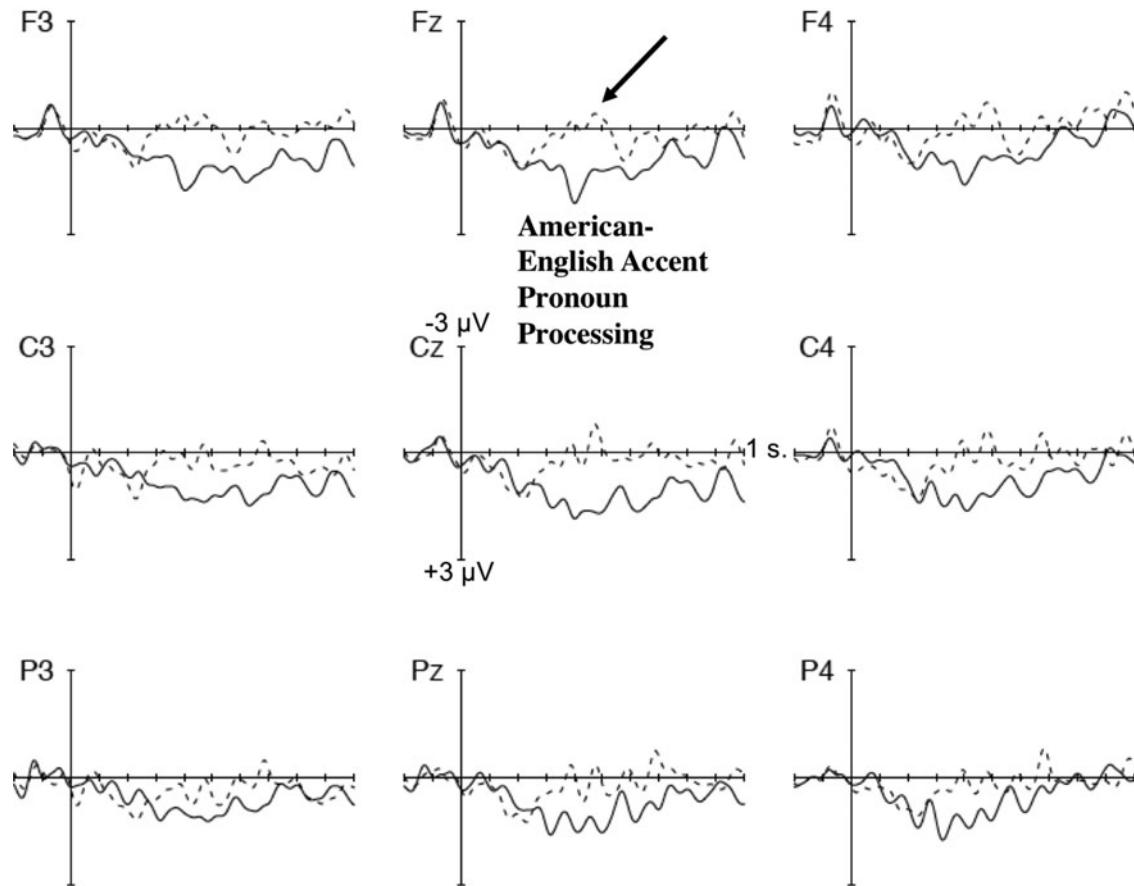 F3
Fz
F4
American-
English Accent
Pronoun
Processing
-3 µV
C3
Cz
C4
1 s.
+3 µV
P3
Pz
P4